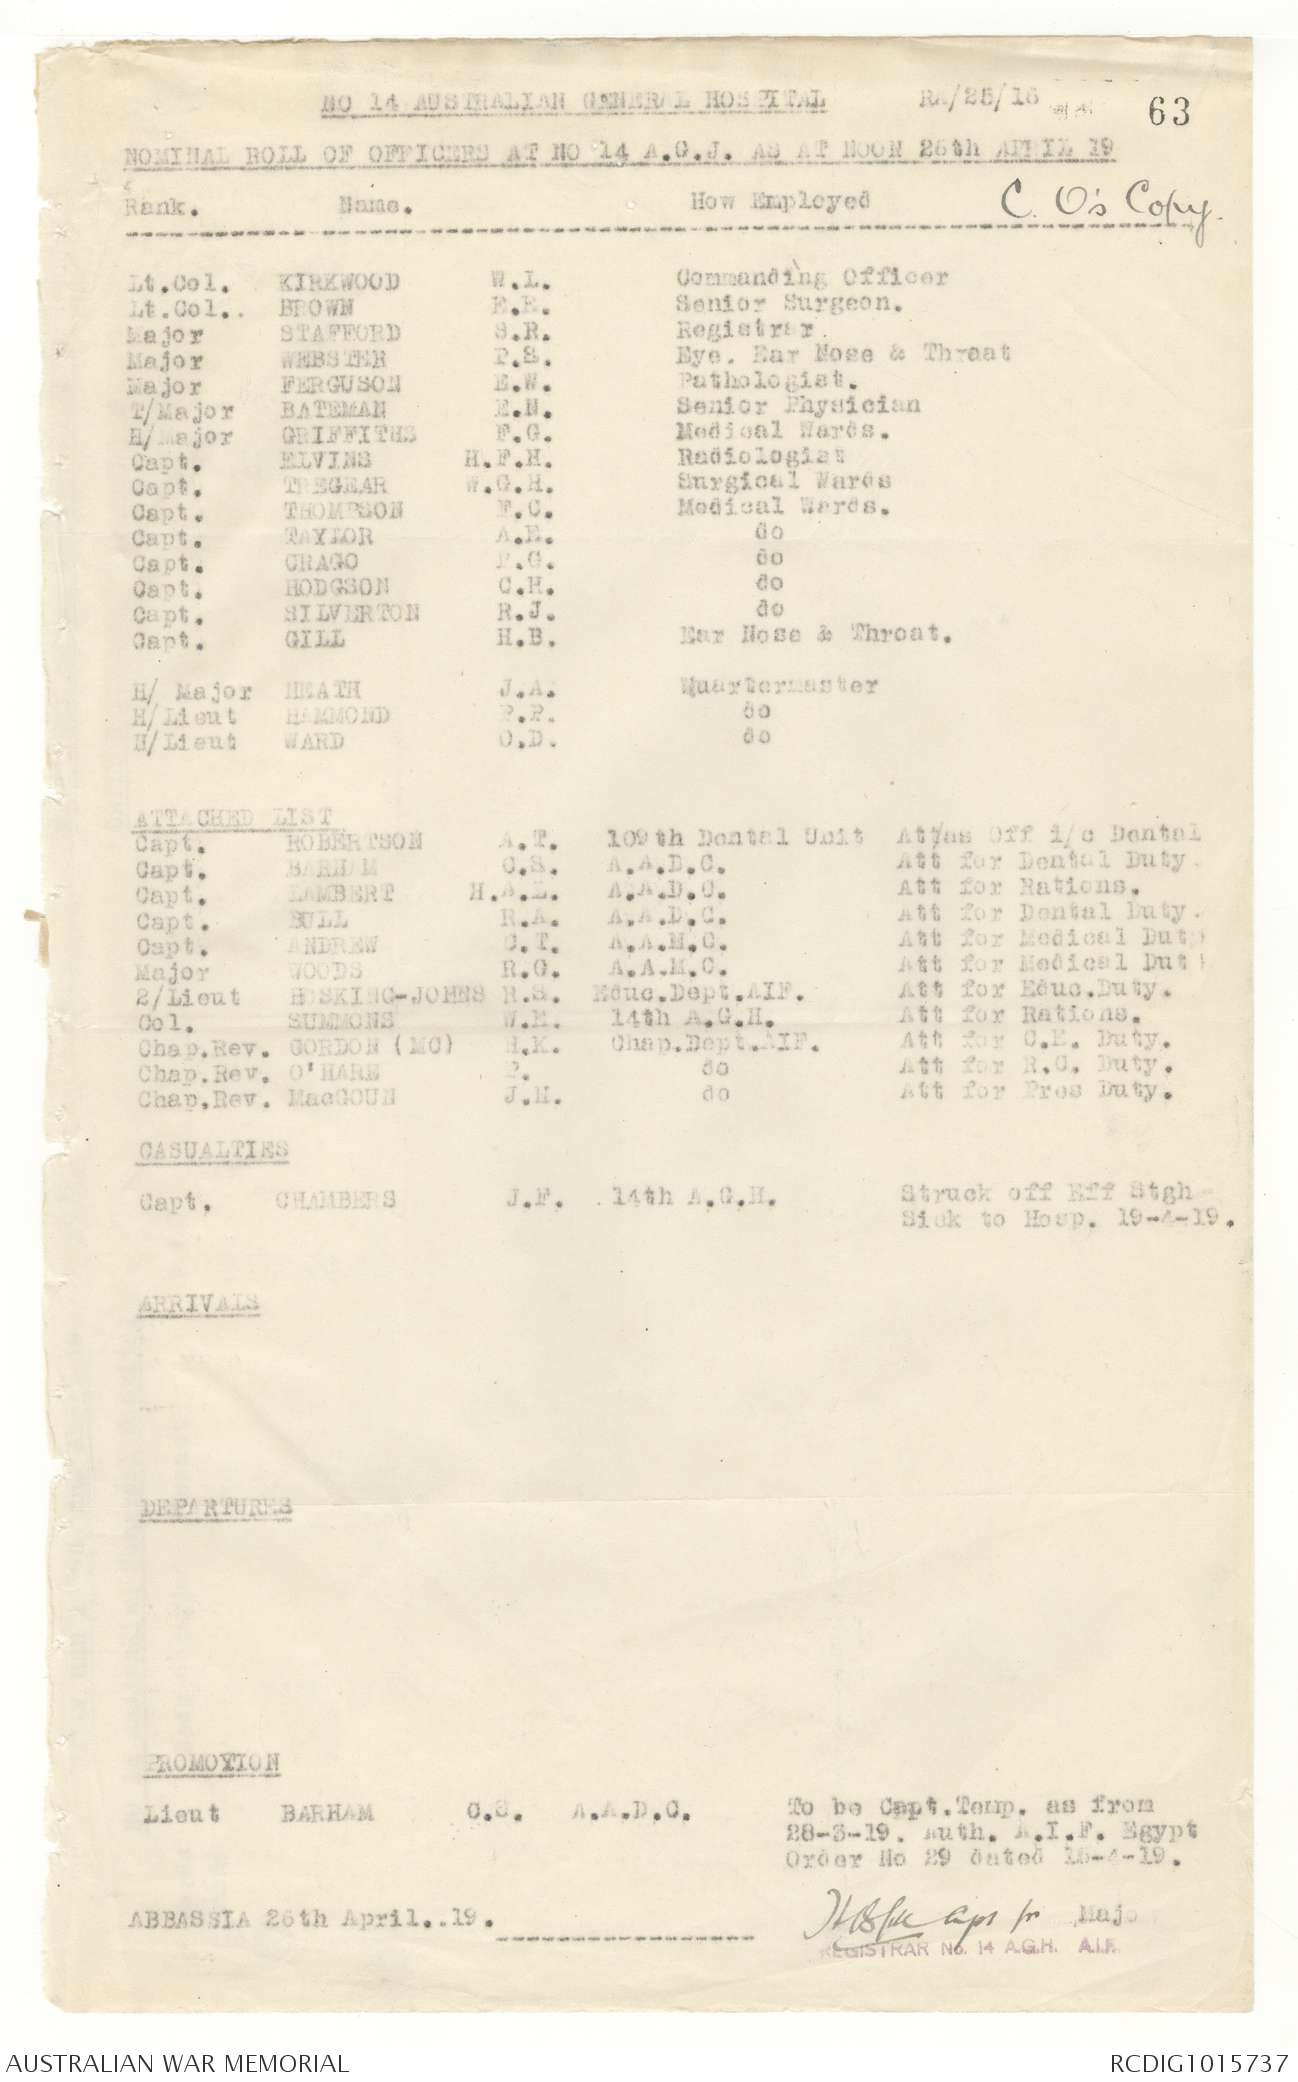 NO 14 AUSTRALIAN GENERAL HOSPITAL RA/25/16 63
NOMINAL ROLL OF OFFICERS AT NO 14 A.G.J. AS AT NOON 26th APRIL 19
Rank. Name. How Employed C. O's Copy.
Lt.Col. KIRKWOOD W.L. Commanding Officer
Lt.Col.. BROWN E.E. Senior Surgeon.
Major STAFFORD S.R. Registrar
Major WEBSTER P.S. Eye. Ear Nose & Throat
Major FERGUSON E.W. Pathologist.
T/Major BATEMAN E.N. Senior Physician
H/Major GRIFFITHS F.G. Medical Wards.
Capt. ELVINS H.F.H. Radiologist
Capt. TREGEAR W.G.H. Surgical Wards
Capt. THOMPSON F.C. Medical Wards.
Capt. TAYLOR A.E. do
Capt. CRAGO F.G. do
Capt. HODGSON C.H. do
Capt. SILVERTON R.J. do
Capt. GILL H.B. Ear Nose & Throat.
H/ Major HEATH J.A. Quartermaster
H/Lieut HAMMOND P.P. do
H/Lieut WARD O.D. do
ATTACHED LIST
Capt. ROBERTSON A.T. 109th Dental Unit Att/as Off i/c Dental
Capt. BARHAM C.S. A.A.D.C. Att for Dental Duty.
Capt. LAMBERT H.A.L. A.A.D.C. Att for Rations.
Capt. BULL R.A. A.A.D.C. Att for Dental Duty.
Capt. ANDREW C.T. A.A.M.C. Att for Medical Duty
Major WOODS R.G. A.A.M.C. Att for Medical Dut
2/Lieut HOSKING-JOHNS R.S. Educ.Dept.AIF. Att for Educ.Duty.
Col. SUMMONS W.E. 14th A.G.H. Att for Rations.
Chap.Rev. GORDON (MC) H.K. Chap.Dept.AIF. Att for C.E. Duty.
Chap.Rev. O'HARE P. do Att for R.C. Duty.
Chap.Rev. MacGOUN J.H. do Att for Pres Duty.
CASUALTIES
Capt. CHAMBERS J.F. 14th A.G.H. Struck off Eff Stgh
Sick to Hosp. 19-4-19.
ARRIVALS
DEPARTURES
PROMOTION
Lieut BARHAM C.S. A.A.D.C. To be Capt.Temp. as from
28-3-19. Auth. A.I.F. Egypt
Order No 29 dated 15-4-19.
ABBASSIA 26th April..19. Capt for Majo
REGISTRAR No. 14 A.G.H. A.I.F.
AUSTRALIAN WAR MEMORIAL RCDIG1015737